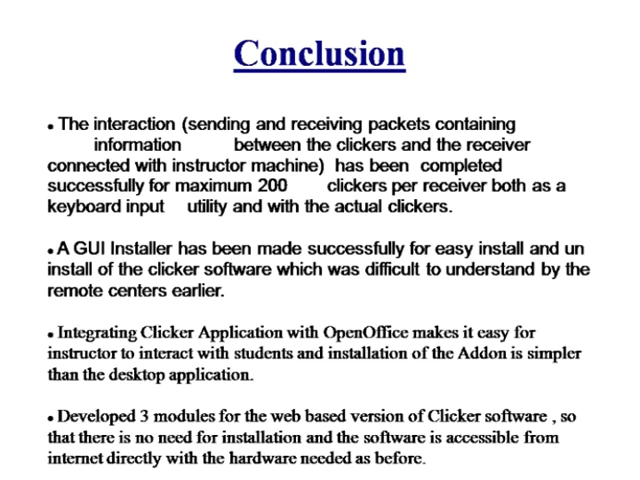 Conclusion
• The interaction (sending and receiving packets containing
information between the clickers and the receiver
connected with instructor machine) has been completed
successfully for maximum 200 clickers per receiver both as a
keyboard input utility and with the actual clickers.
• A GUI Installer has been made successfully for easy install and un
install of the clicker software which was difficult to understand by the
remote centers earlier.
• Integrating Clicker Application with OpenOffice makes it easy for
instructor to interact with students and installation of the Addon is simpler
than the desktop application.
• Developed 3 modules for the web based version of Clicker software , so
that there is no need for installation and the software is accessible from
internet directly with the hardware needed as before.